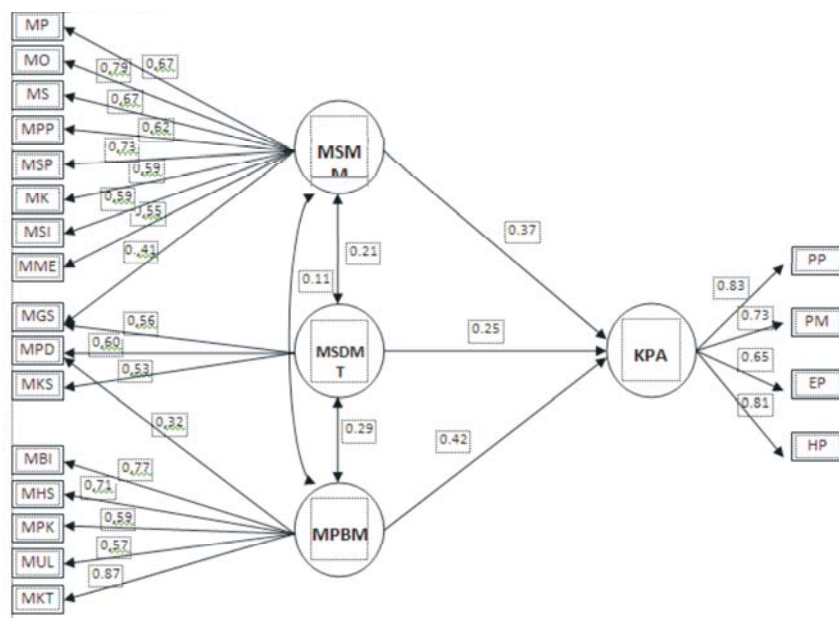 MP
MO
MS
MPP
MSP
MK
MSI
MME
MGS
MPD
MKS
MBI
MHS
MPK
MUL
MKT
0,67
0,79
0,67
0,62
0,73
0,59
0,59
0,55
0,41
0,56
0,60
0,53
0,32
0,77
0,71
0,59
0,57
0.87
MSM
M
0.21
0.11
MSDM
T
0.29
MPBM
0.37
0.25
0.42
KPA
0.83
0.73
0.65
0.81
PP
PM
EP
HP